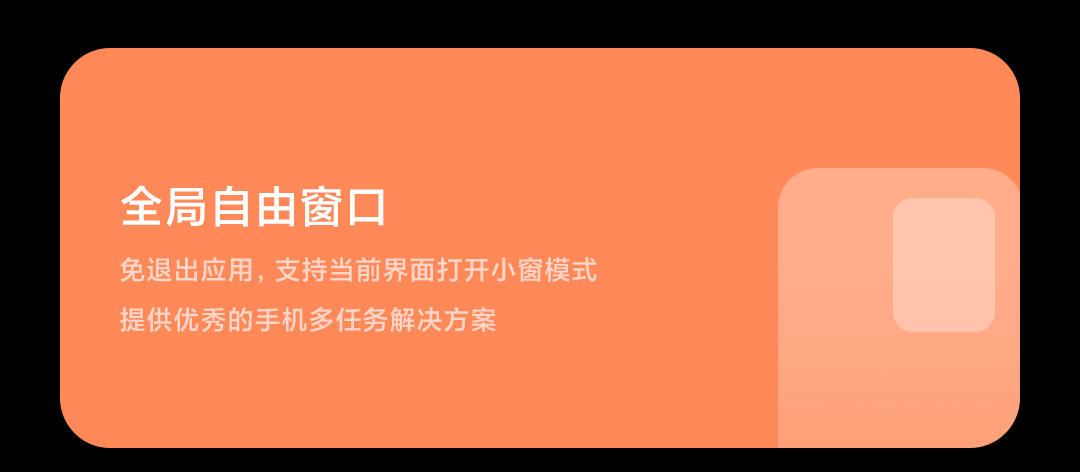 全局自由窗口
免退出应用，支持当前界面打开小窗模式
提供优秀的手机多任务解决方案